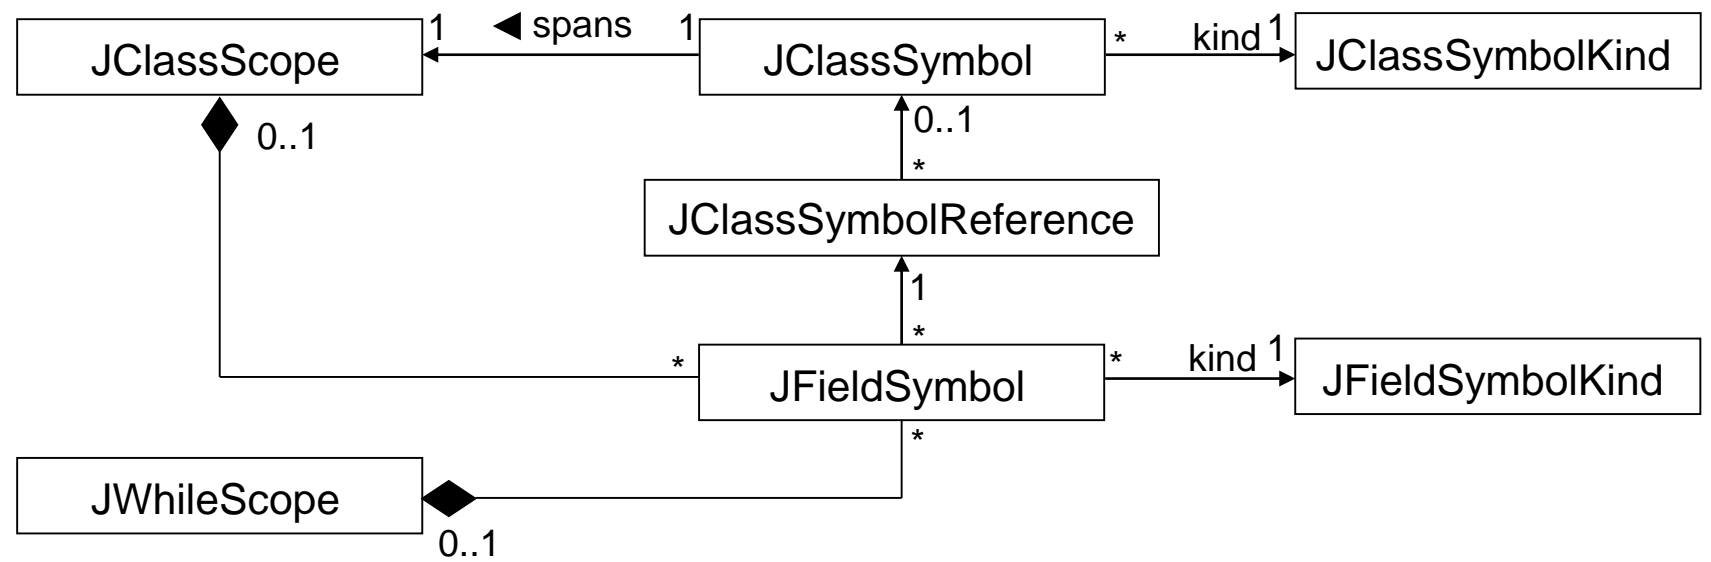 1 ◀ spans 1 * kind 1
JClassScope JClassSymbol JClassSymbolKind
0..1 0..1
*
JClassSymbolReference
1
*
* * kind 1
JFieldSymbol JFieldSymbolKind
*
JWhileScope
0..1